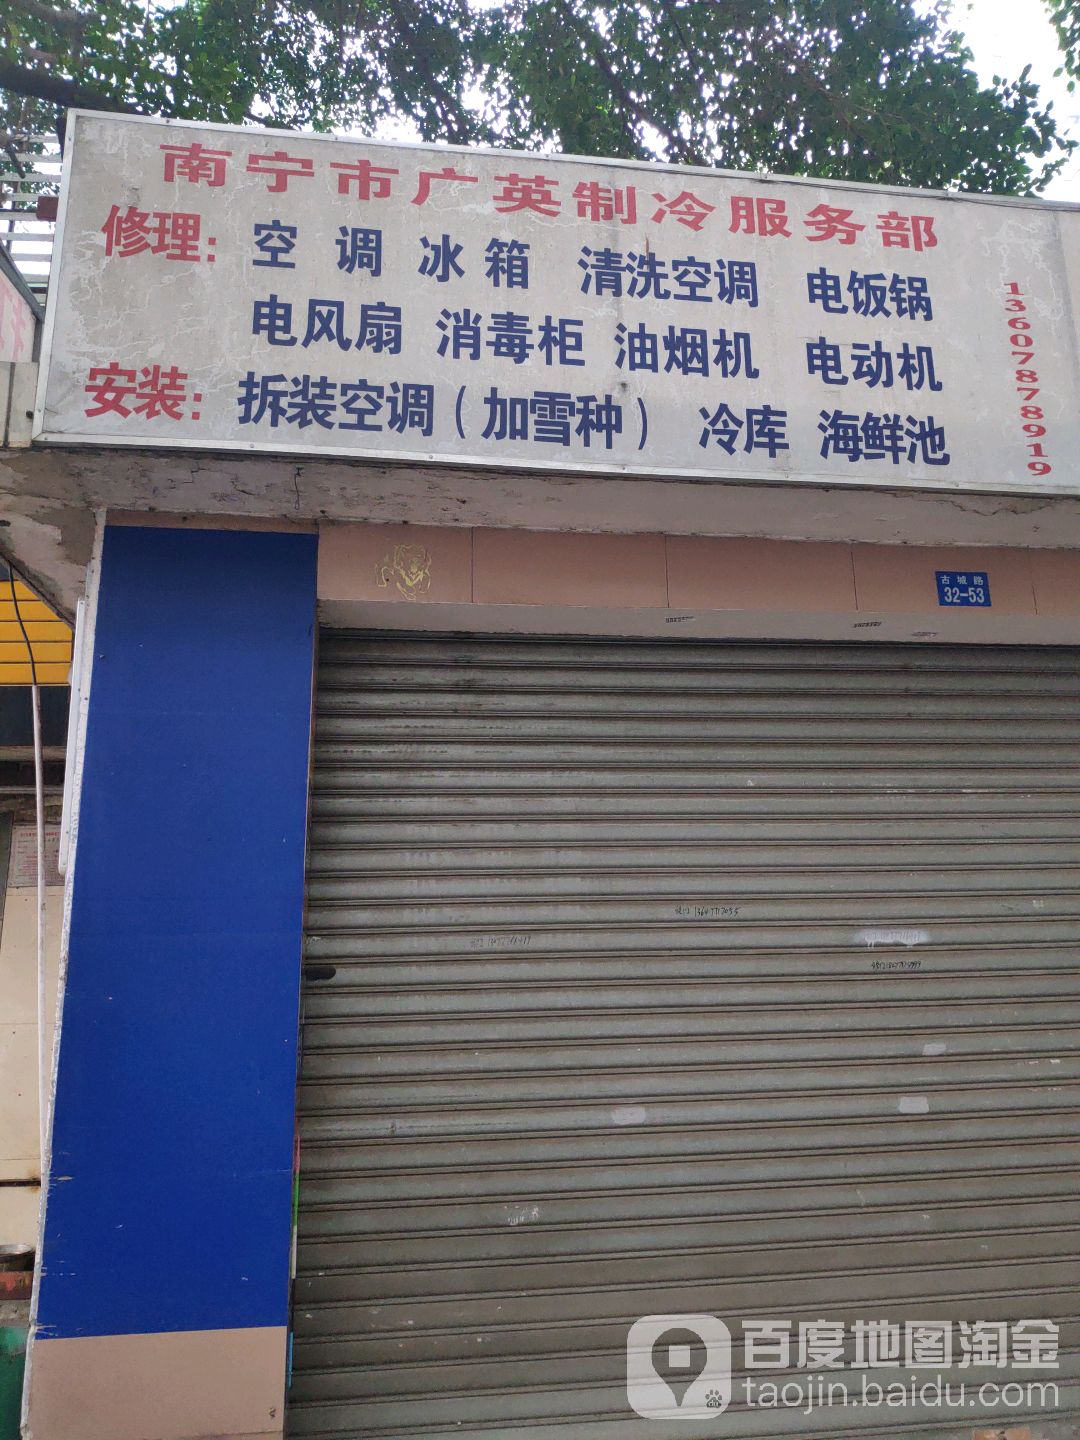 南宁市广英制冷服务部
修理：空调 冰箱 清洗空调 电饭锅
电风扇 消毒柜 油烟机 电动机
安装：拆装空调（加雪种） 冷库 海鲜池
13607878919
古城路
32-53
百度地图淘金
taojin.baidu.com